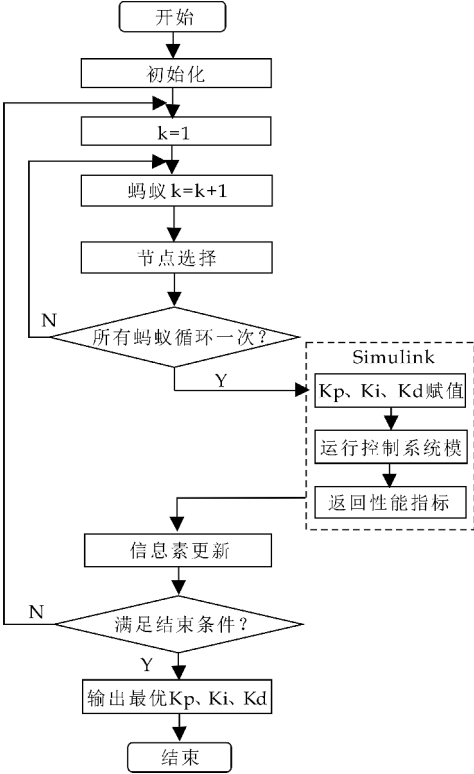 开始
初始化
k=1
蚂蚁k=k+1
节点选择
N
所有蚂蚁循环一次?
Y
Simulink
Kp、Ki、Kd赋值
运行控制系统模
返回性能指标
信息素更新
N
满足结束条件?
Y
输出最优Kp、Ki、Kd
结束